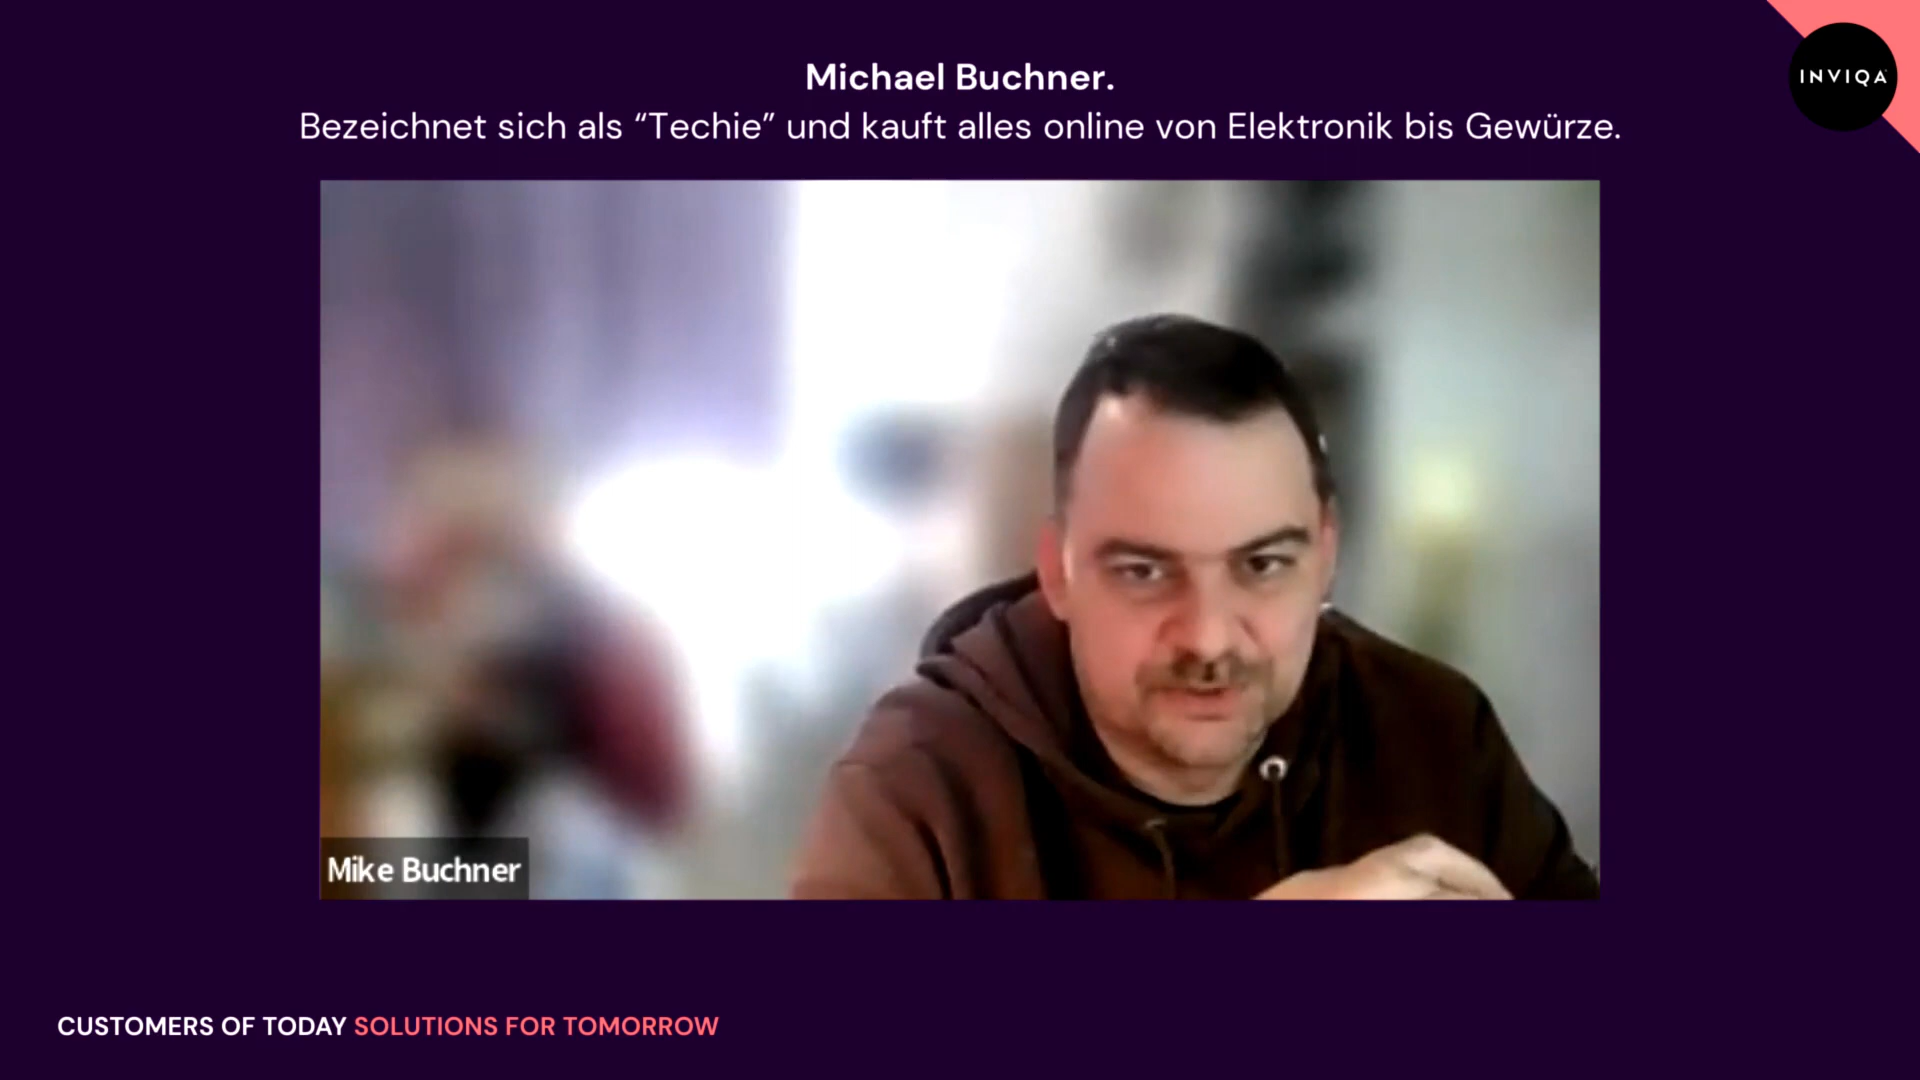 Michael Buchner.
Bezeichnet sich als “Techie” und kauft alles online von Elektronik bis Gewürze.
INVIQA
Mike Buchner
CUSTOMERS OF TODAY SOLUTIONS FOR TOMORROW